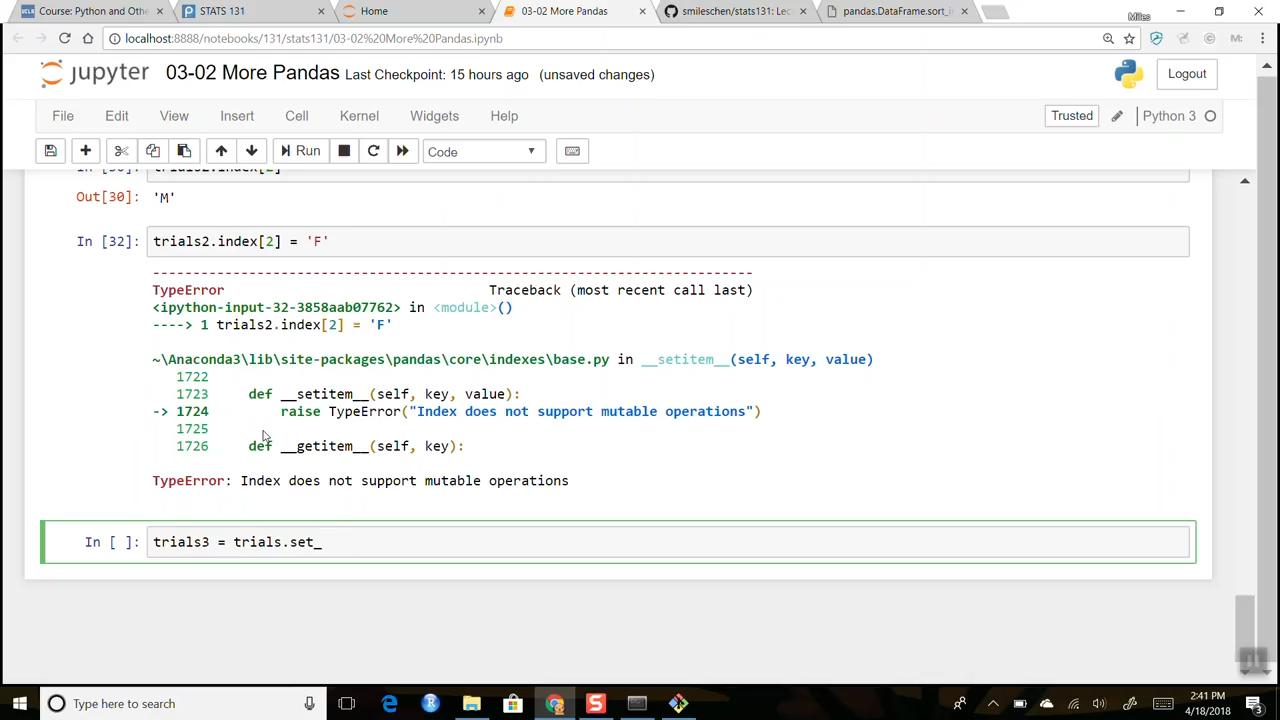 Course: Python and Othe
STATS 131
Home
03-02 More Pandas
smileschen/stats131: Lec
pandas.DataFrame.sort_i
Miles
localhost:8888/notebooks/131/stats131/03-02%20More%20Pandas.ipynb
jupyter 03-02 More Pandas Last Checkpoint: 15 hours ago (unsaved changes)
Logout
File Edit View Insert Cell Kernel Widgets Help
Trusted
Python 3
Run
Code
In [30]: trials2.index[2]
Out[30]: 'M'
In [32]: trials2.index[2] = 'F'
---------------------------------------------------------------------------
TypeError Traceback (most recent call last)
<ipython-input-32-3858aab07762> in <module>()
----> 1 trials2.index[2] = 'F'
~\Anaconda3\lib\site-packages\pandas\core\indexes\base.py in __setitem__(self, key, value)
1722
1723 def __setitem__(self, key, value):
-> 1724 raise TypeError("Index does not support mutable operations")
1725
1726 def __getitem__(self, key):
TypeError: Index does not support mutable operations
In [ ]: trials3 = trials.set_
Type here to search
2:41 PM
4/18/2018
3